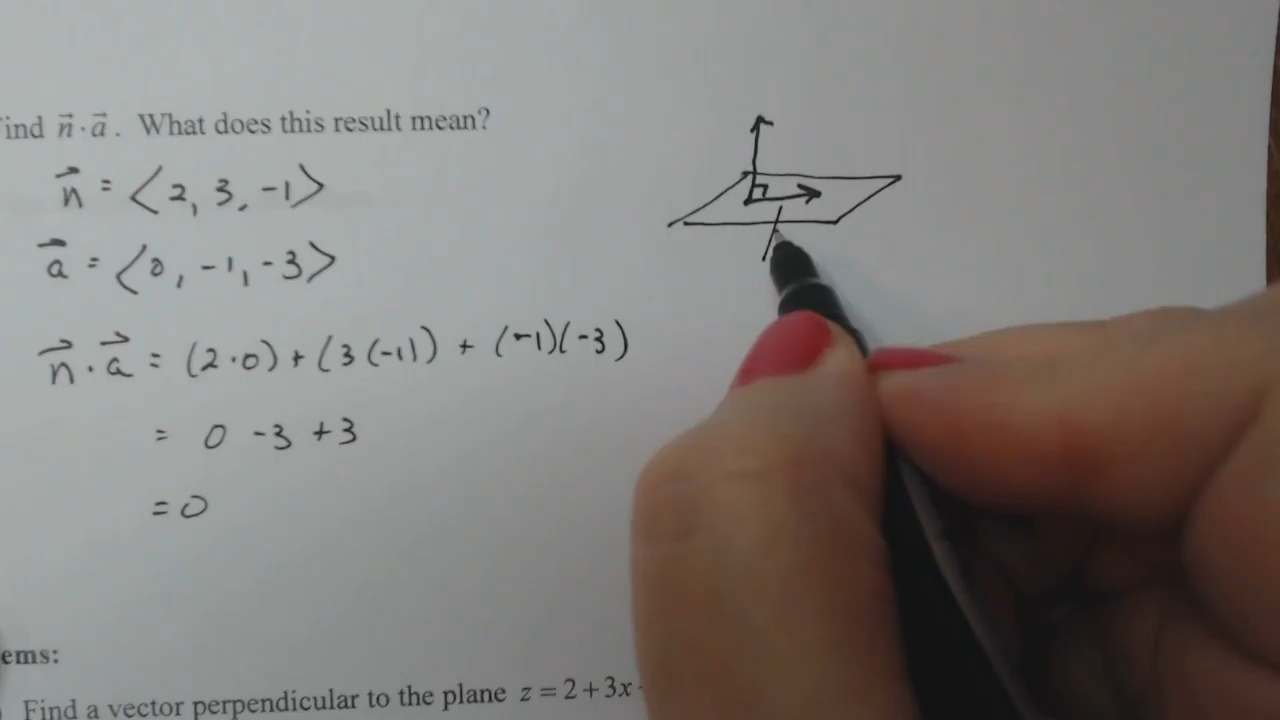 ind n⃗ · a⃗ . What does this result mean?
n⃗ = ⟨2, 3, -1⟩
a⃗ = ⟨0, -1, -3⟩
n⃗ · a⃗ = (2·0) + (3(-1)) + (-1)(-3)
= 0 -3 +3
= 0
ems:
Find a vector perpendicular to the plane z = 2 + 3x